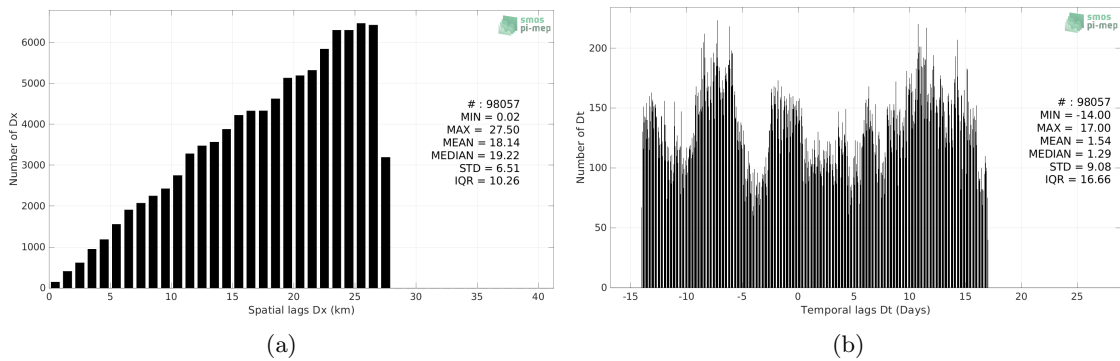 smos
pi-mep
6000
5000
4000
3000
2000
1000
0
Number of Dx
# : 98057
MIN = 0.02
MAX = 27.50
MEAN = 18.14
MEDIAN = 19.22
STD = 6.51
IQR = 10.26
0 5 10 15 20 25 30 35 40
Spatial lags Dx (km)
(a)
smos
pi-mep
200
150
100
50
0
Number of Dt
# : 98057
MIN = -14.00
MAX = 17.00
MEAN = 1.54
MEDIAN = 1.29
STD = 9.08
IQR = 16.66
-15 -10 -5 0 5 10 15 20 25
Temporal lags Dt (Days)
(b)